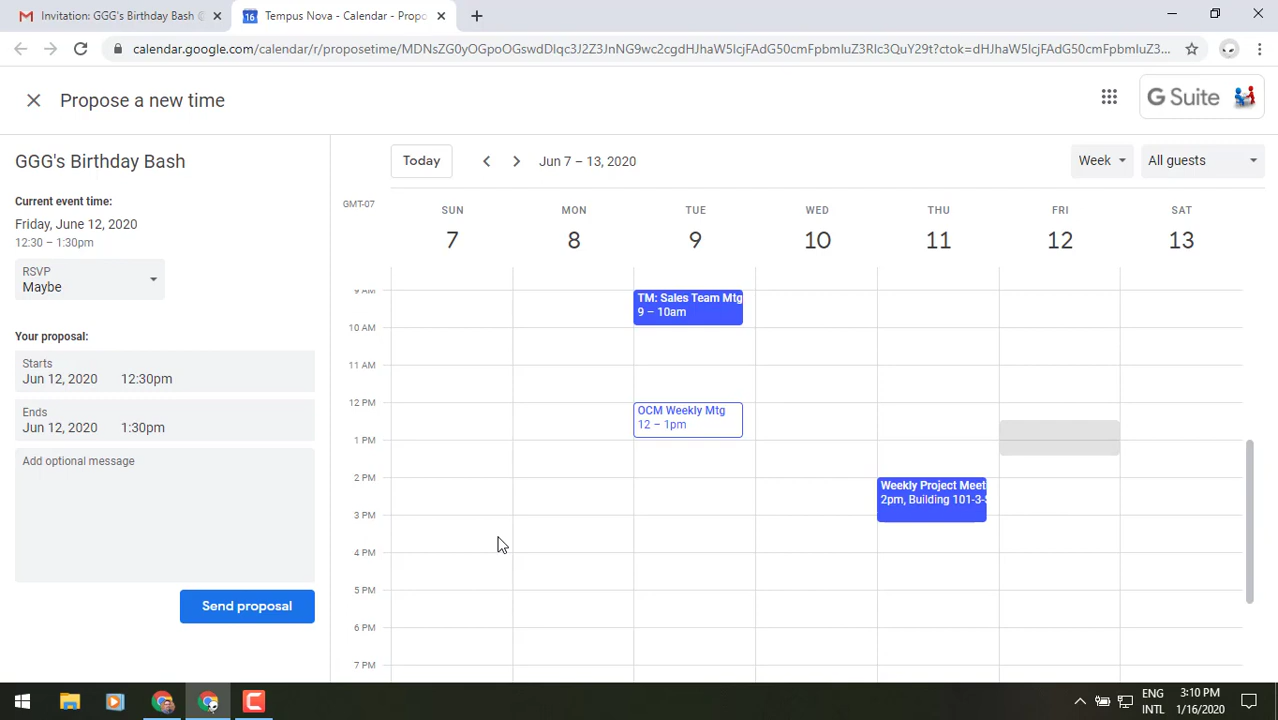 Invitation: GGG's Birthday Bash
Tempus Nova - Calendar - Propo
calendar.google.com/calendar/r/proposetime/
Propose a new time
G Suite
GGG's Birthday Bash
Today
Jun 7 – 13, 2020
Week
All guests
Current event time:
Friday, June 12, 2020
12:30 – 1:30pm
RSVP
Maybe
Your proposal:
Starts
Jun 12, 2020 12:30pm
Ends
Jun 12, 2020 1:30pm
Add optional message
Send proposal
GMT-07
SUN MON TUE WED THU FRI SAT
7 8 9 10 11 12 13
9 AM
10 AM
11 AM
12 PM
1 PM
2 PM
3 PM
4 PM
5 PM
6 PM
7 PM
TM: Sales Team Mtg
9 – 10am
OCM Weekly Mtg
12 – 1pm
Weekly Project Meet
2pm, Building 101-3-S
16
ENG
INTL
3:10 PM
1/16/2020